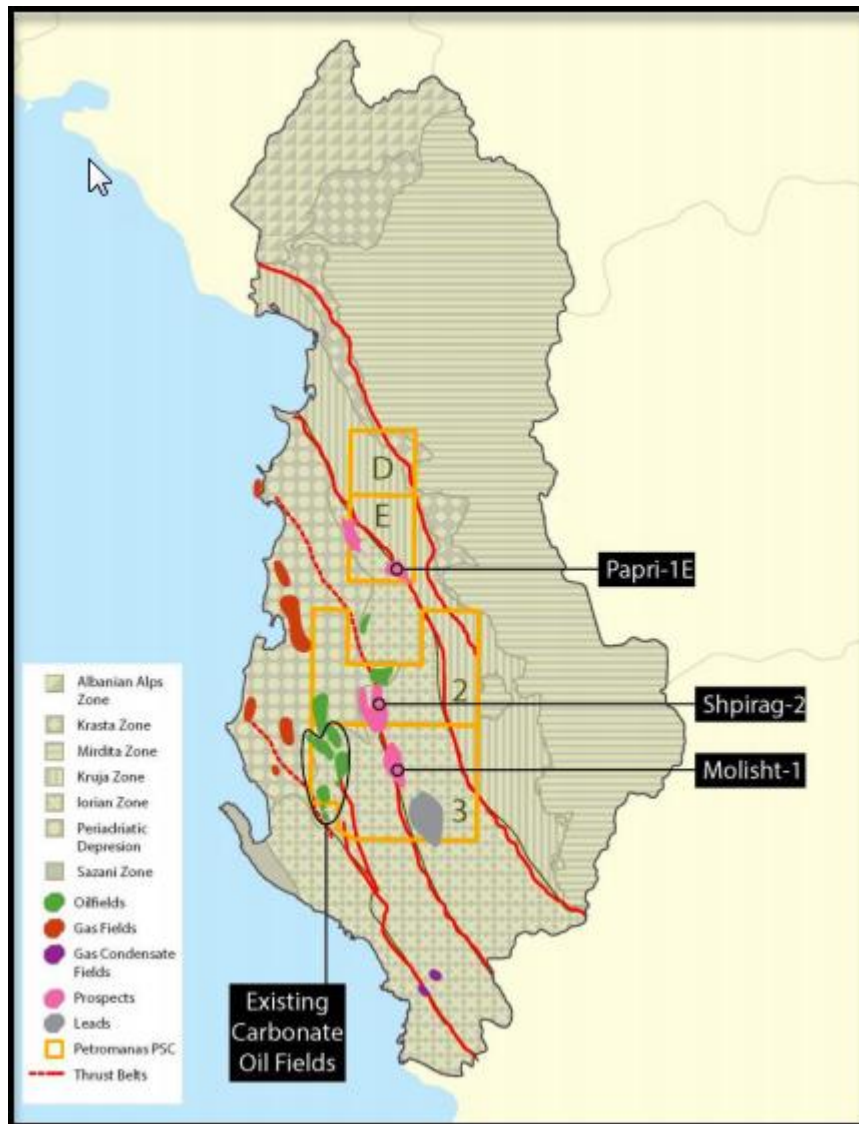 D
E
Papri-1E
2
Shpirag-2
Molisht-1
3
Albanian Alps
Zone
Krasta Zone
Mirdita Zone
Kruja Zone
Iorian Zone
Periadriatic
Depresion
Sazani Zone
Oilfields
Gas Fields
Gas Condensate
Fields
Prospects
Leads
Petromanas PSC
Thrust Belts
Existing
Carbonate
Oil Fields